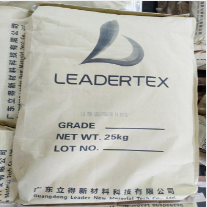 LEADERTEX
GRADE
NET WT. 25kg
LOT NO.
广东立得新材料科技有限公司
Guangdong Leader New Material Tech Co., Ltd